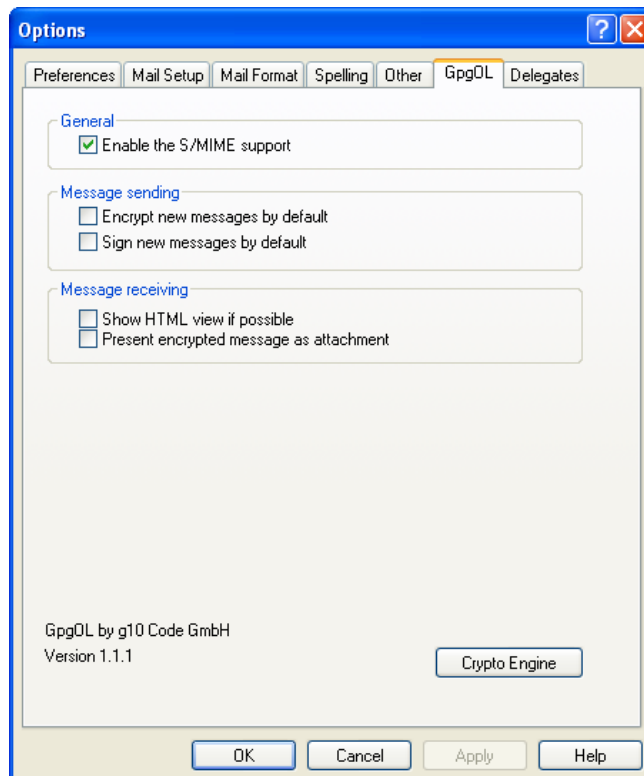 Options
Preferences Mail Setup Mail Format Spelling Other GpgOL Delegates
General
Enable the S/MIME support
Message sending
Encrypt new messages by default
Sign new messages by default
Message receiving
Show HTML view if possible
Present encrypted message as attachment
GpgOL by g10 Code GmbH
Version 1.1.1
Crypto Engine
OK Cancel Apply Help